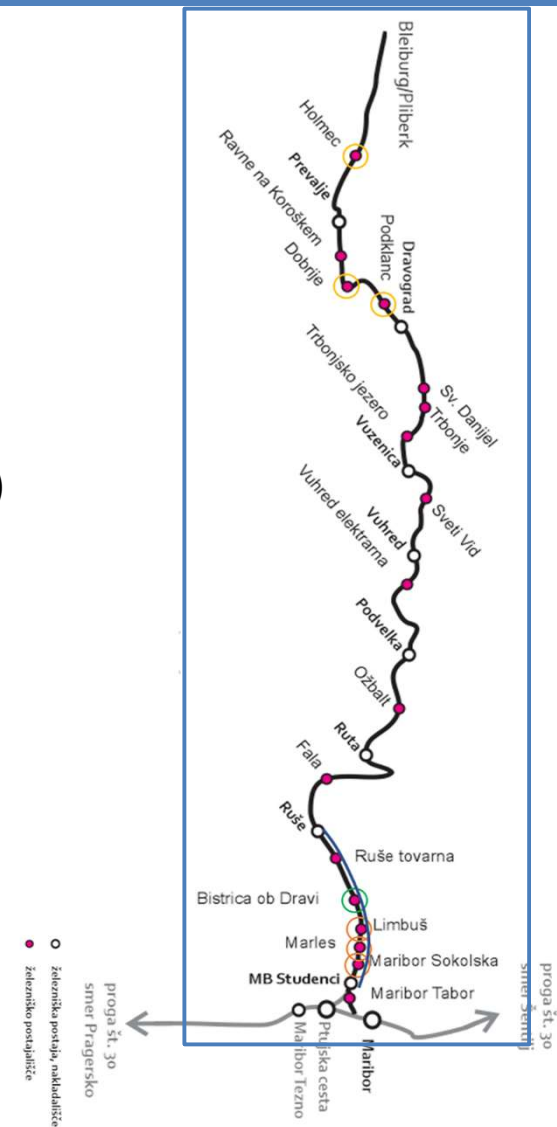 Bleiburg/Pliberk
Holmec
Prevalje
Ravne na Koroškem
Dobrije
Podklanc
Dravograd
Sv. Danijel
Trbonje
Trbonjsko jezero
Vuzenica
Sveti Vid
Vuhred
Vuhred elektrarna
Podvelka
Ožbalt
Ruta
Fala
Ruše
Ruše tovarna
Bistrica ob Dravi
Limbuš
Marles
Maribor Sokolska
MB Studenci
Maribor Tabor
Maribor
Ptujska cesta
Maribor Tezno
proga št. 30
smer Šentilj
proga št. 30
smer Pragersko
železniška postaja, nakladališče
železniško postajališče